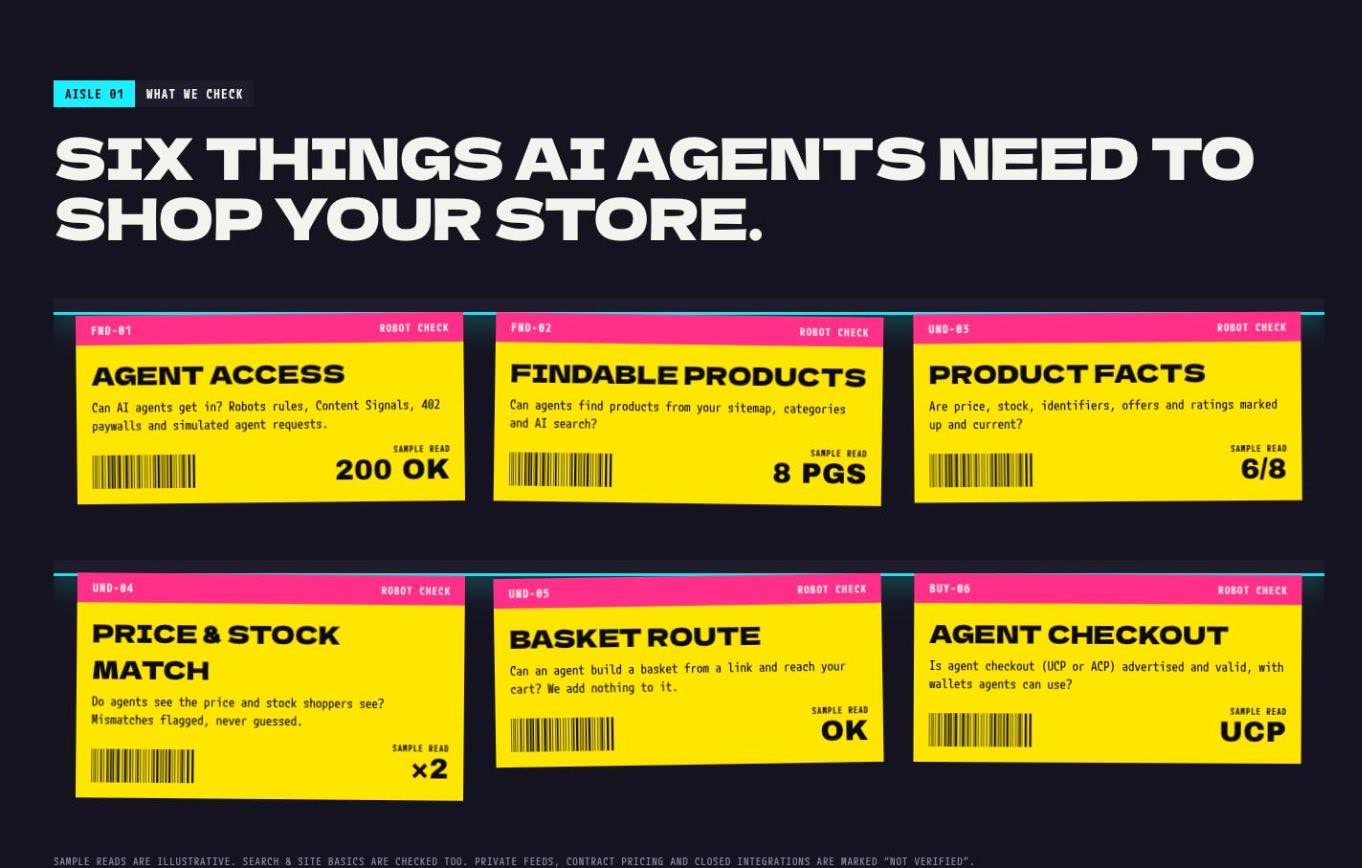 AISLE 01 WHAT WE CHECK
SIX THINGS AI AGENTS NEED TO
SHOP YOUR STORE.
FND-01 ROBOT CHECK
AGENT ACCESS
Can AI agents get in? Robots rules, Content Signals, 402
paywalls and simulated agent requests.
SAMPLE READ
200 OK
FND-02 ROBOT CHECK
FINDABLE PRODUCTS
Can agents find products from your sitemap, categories
and AI search?
SAMPLE READ
8 PGS
UND-03 ROBOT CHECK
PRODUCT FACTS
Are price, stock, identifiers, offers and ratings marked
up and current?
SAMPLE READ
6/8
UND-04 ROBOT CHECK
PRICE & STOCK
MATCH
Do agents see the price and stock shoppers see?
Mismatches flagged, never guessed.
SAMPLE READ
×2
UND-05 ROBOT CHECK
BASKET ROUTE
Can an agent build a basket from a link and reach your
cart? We add nothing to it.
SAMPLE READ
OK
BUY-06 ROBOT CHECK
AGENT CHECKOUT
Is agent checkout (UCP or ACP) advertised and valid, with
wallets agents can use?
SAMPLE READ
UCP
SAMPLE READS ARE ILLUSTRATIVE. SEARCH & SITE BASICS ARE CHECKED TOO. PRIVATE FEEDS, CONTRACT PRICING AND CLOSED INTEGRATIONS ARE MARKED “NOT VERIFIED”.